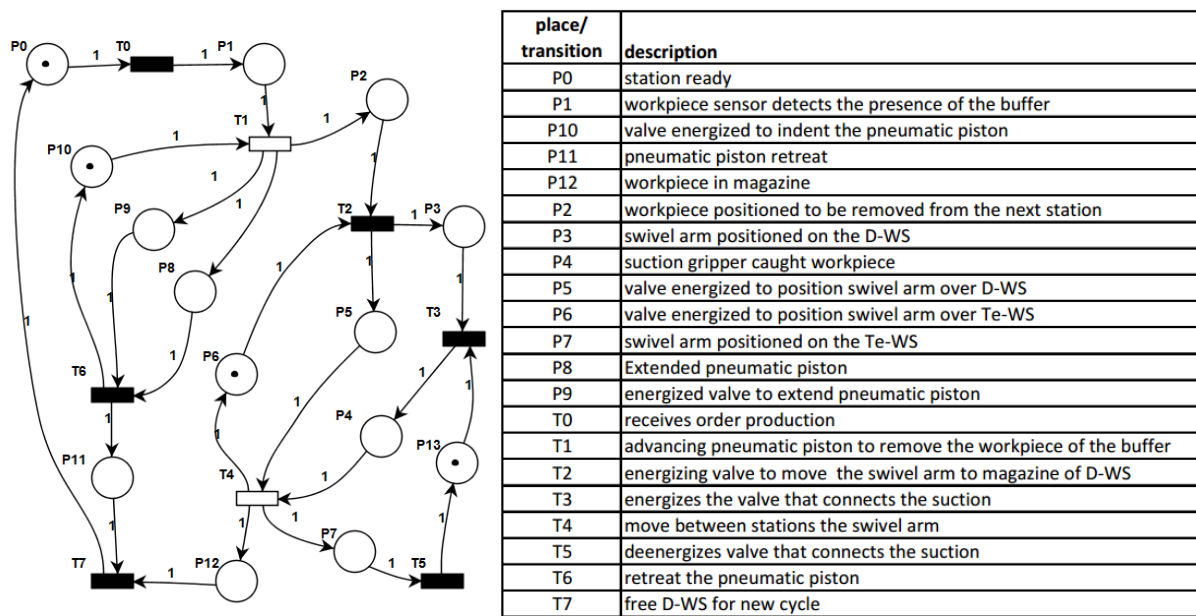 P0
T0
P1
1
1
P2
1
T1
1
P10
1
1
1
1
P9
P8
T2
1
P3
1
1
1
P5
T3
1
1
1
P6
T6
1
1
1
1
1
P4
P13
P11
T4
1
1
1
1
P7
1
T7
1
P12
1
T5
place/
transition description
P0 station ready
P1 workpiece sensor detects the presence of the buffer
P10 valve energized to indent the pneumatic piston
P11 pneumatic piston retreat
P12 workpiece in magazine
P2 workpiece positioned to be removed from the next station
P3 swivel arm positioned on the D-WS
P4 suction gripper caught workpiece
P5 valve energized to position swivel arm over D-WS
P6 valve energized to position swivel arm over Te-WS
P7 swivel arm positioned on the Te-WS
P8 Extended pneumatic piston
P9 energized valve to extend pneumatic piston
T0 receives order production
T1 advancing pneumatic piston to remove the workpiece of the buffer
T2 energizing valve to move the swivel arm to magazine of D-WS
T3 energizes the valve that connects the suction
T4 move between stations the swivel arm
T5 deenergizes valve that connects the suction
T6 retreat the pneumatic piston
T7 free D-WS for new cycle